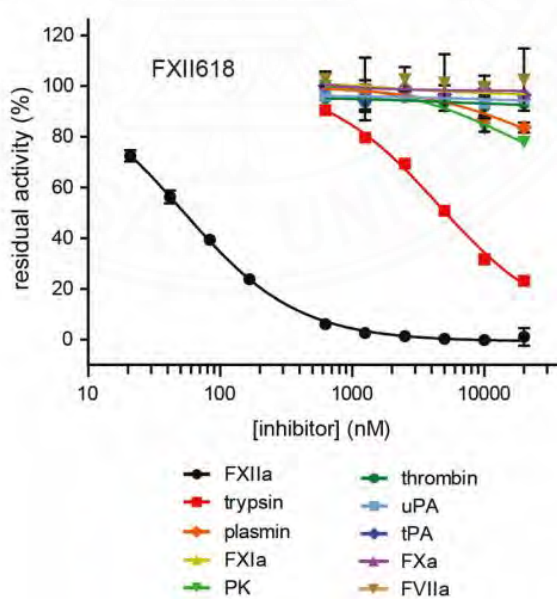 FXII618
residual activity (%)
120
100
80
60
40
20
0
10
100
1000
10000
[inhibitor] (nM)
FXIIa
trypsin
plasmin
FXIa
PK
thrombin
uPA
tPA
FXa
FVIIa